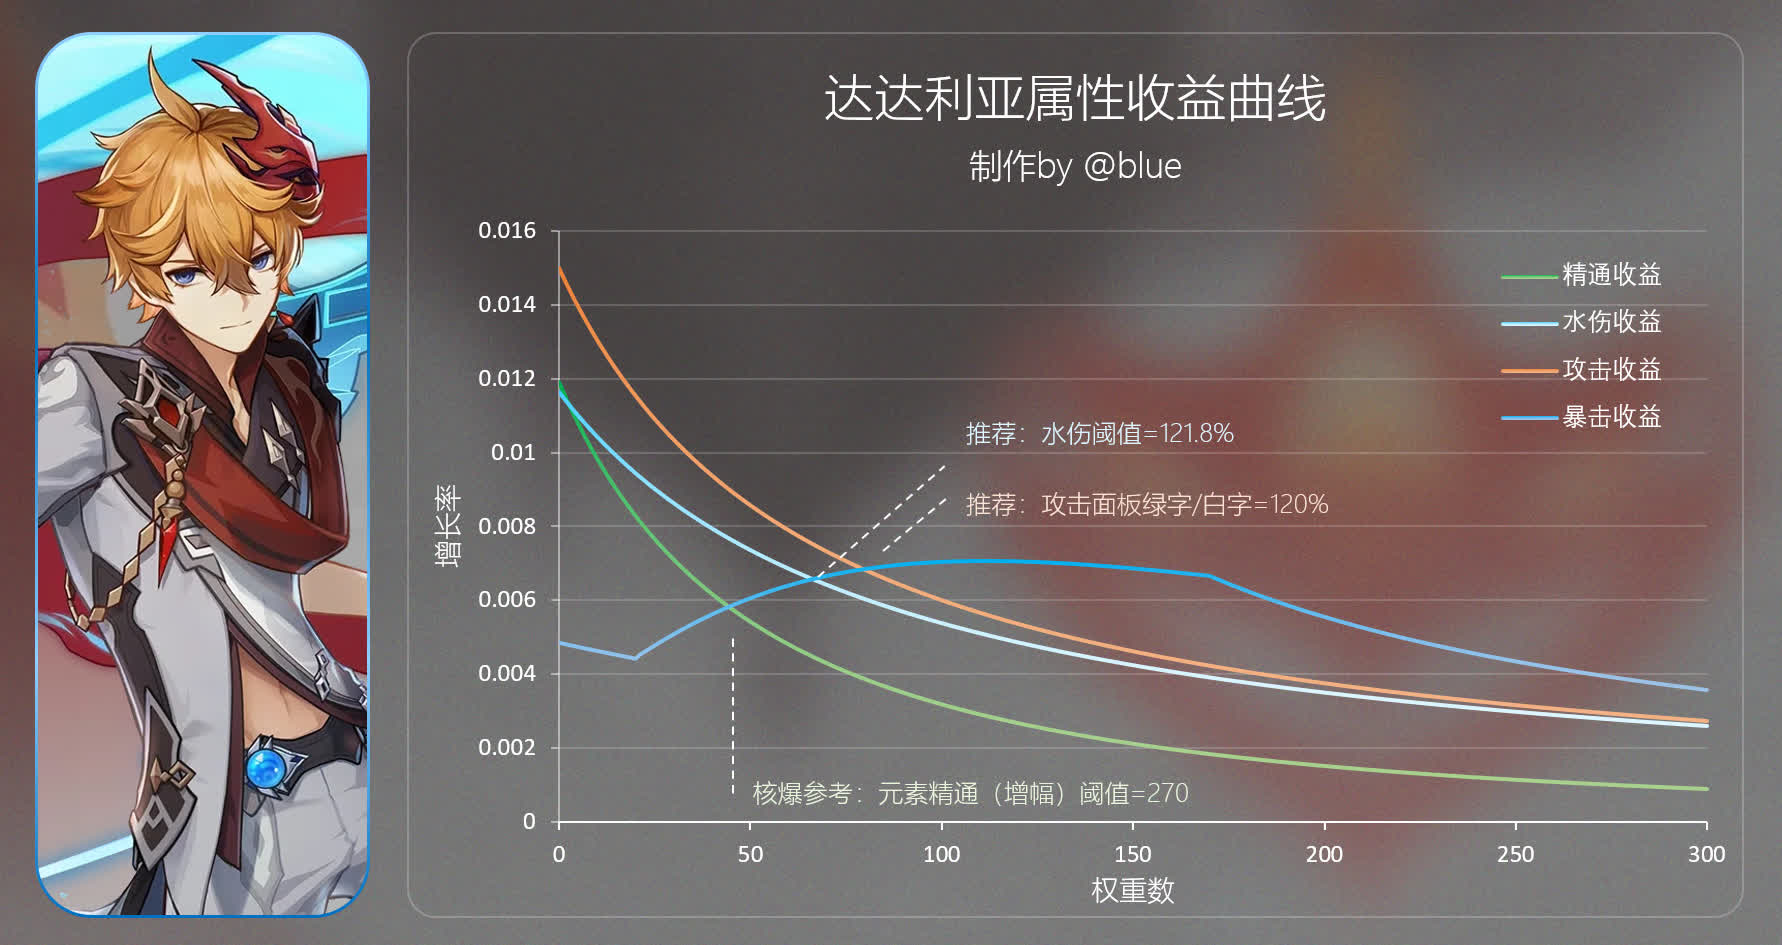 达达利亚属性收益曲线
制作by @blue
0.016
0.014
0.012
0.01
0.008
0.006
0.004
0.002
0
增长率
精通收益
水伤收益
攻击收益
暴击收益
推荐：水伤阈值=121.8%
推荐：攻击面板绿字/白字=120%
核爆参考：元素精通（增幅）阈值=270
0 50 100 150 200 250 300
权重数